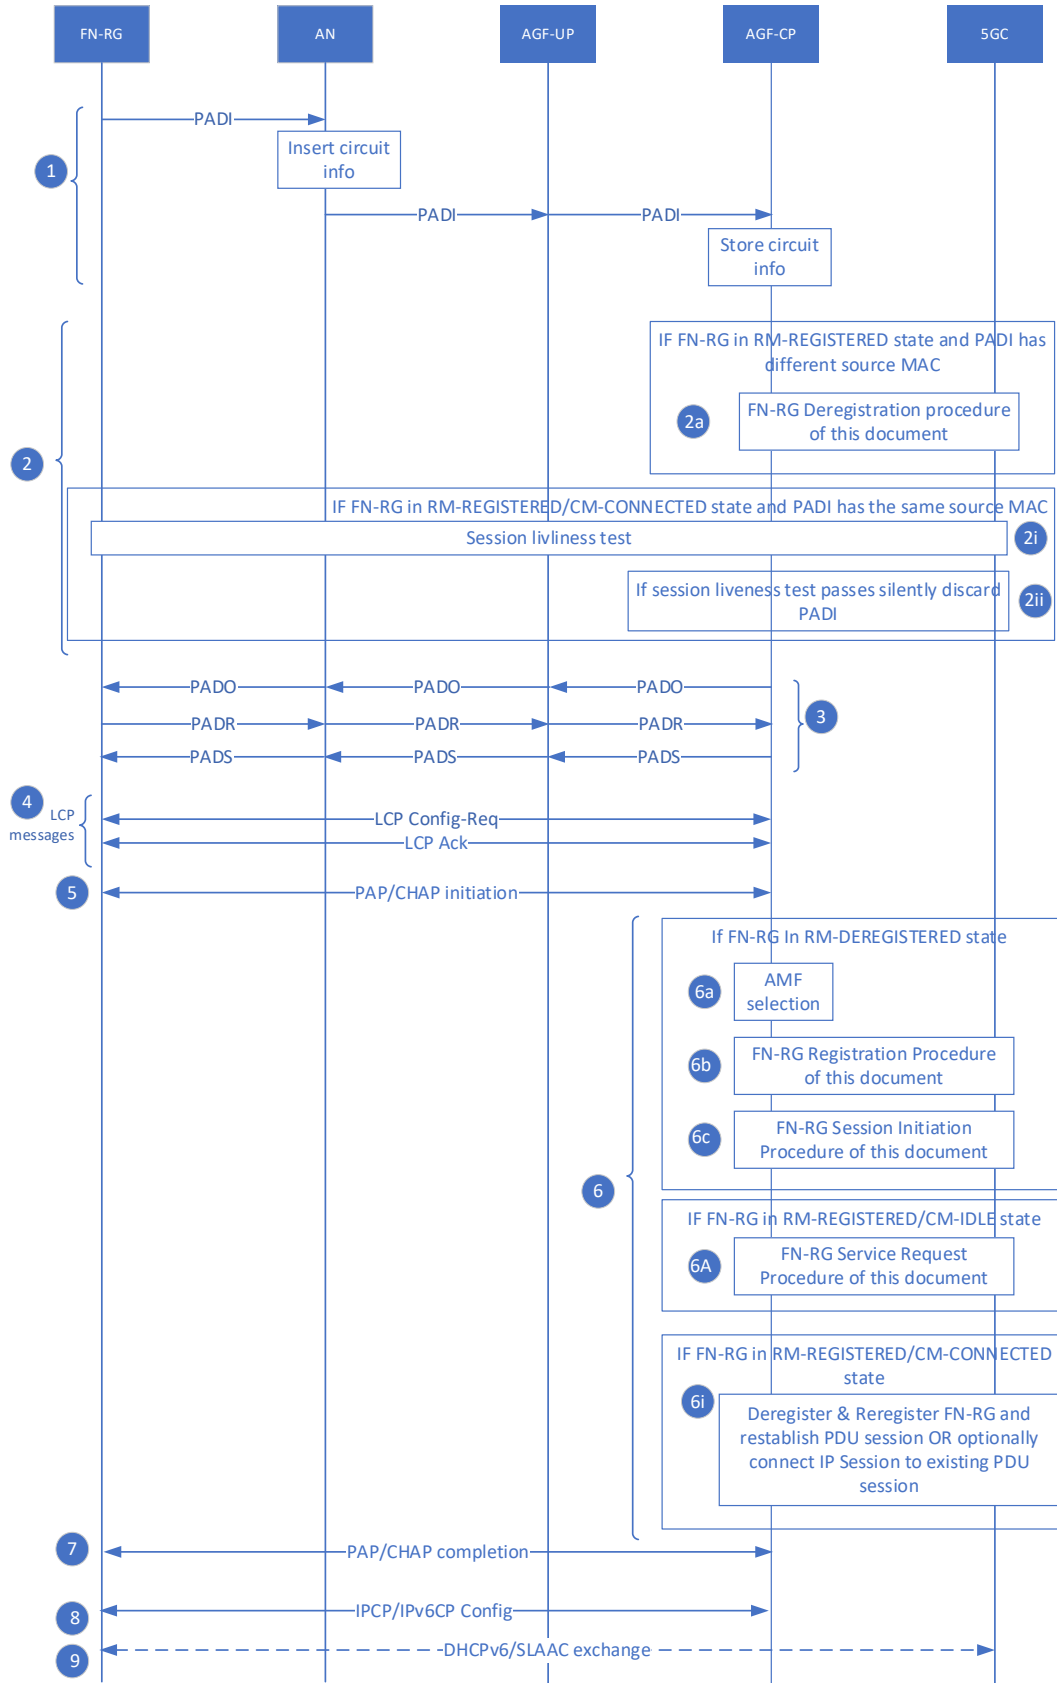 FN-RG
AN
AGF-UP
AGF-CP
5GC
PADI
1
Insert circuit
info
PADI
PADI
Store circuit
info
2
IF FN-RG in RM-REGISTERED state and PADI has
different source MAC
2a
FN-RG Deregistration procedure
of this document
IF FN-RG in RM-REGISTERED/CM-CONNECTED state and PADI has the same source MAC
Session livliness test
2i
If session liveness test passes silently discard
PADI
2ii
PADO
PADO
PADO
PADR
PADR
PADR
3
PADS
PADS
PADS
4
LCP
messages
LCP Config-Req
LCP Ack
5
PAP/CHAP initiation
6
If FN-RG In RM-DEREGISTERED state
6a
AMF
selection
6b
FN-RG Registration Procedure
of this document
6c
FN-RG Session Initiation
Procedure of this document
IF FN-RG in RM-REGISTERED/CM-IDLE state
6A
FN-RG Service Request
Procedure of this document
IF FN-RG in RM-REGISTERED/CM-CONNECTED
state
6i
Deregister & Reregister FN-RG and
restablish PDU session OR optionally
connect IP Session to existing PDU
session
7
PAP/CHAP completion
8
IPCP/IPv6CP Config
9
DHCPv6/SLAAC exchange